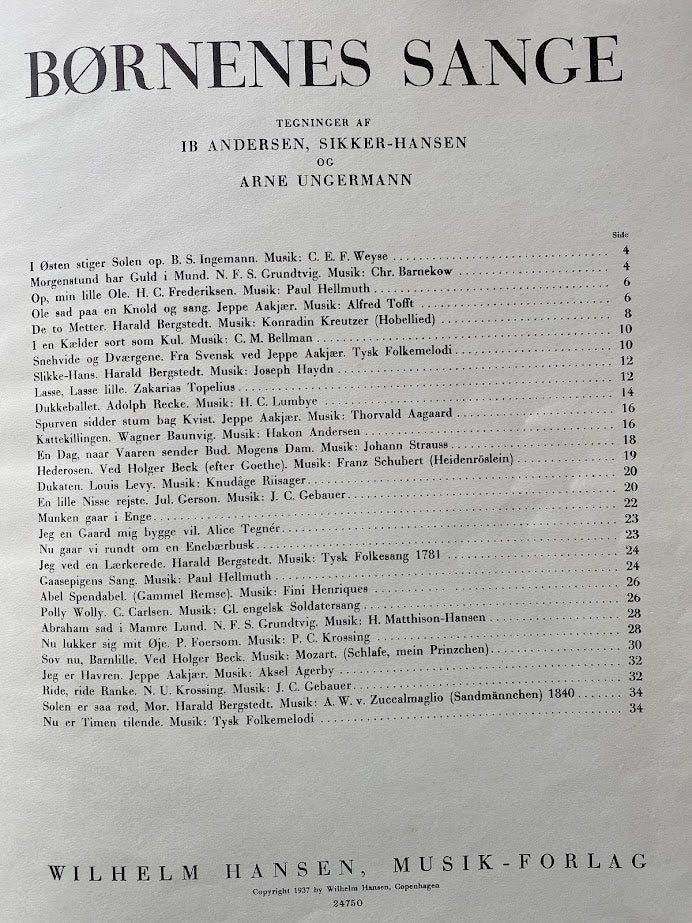 BØRNENES SANGE
TEGNINGER AF
IB ANDERSEN, SIKKER-HANSEN
OG
ARNE UNGERMANN
Side
I Østen stiger Solen op. B. S. Ingemann. Musik: C. E. F. Weyse 4
Morgenstund har Guld i Mund. N. F. S. Grundtvig. Musik: Chr. Barnekow 4
Op, min lille Ole. H. C. Frederiksen. Musik: Paul Hellmuth 6
Ole sad paa en Knold og sang. Jeppe Aakjær. Musik: Alfred Tofft 6
De to Metter. Harald Bergstedt. Musik: Konradin Kreutzer (Hobellied) 8
I en Kælder sort som Kul. Musik: C. M. Bellman 10
Snehvide og Dværgene. Fra Svensk ved Jeppe Aakjær. Tysk Folkemelodi 10
Slikke-Hans. Harald Bergstedt. Musik: Joseph Haydn 12
Lasse, Lasse lille. Zakarias Topelius 12
Dukkeballet. Adolph Recke. Musik: H. C. Lumbye 14
Spurven sidder stum bag Kvist. Jeppe Aakjær. Musik: Thorvald Aagaard 16
Kattekillingen. Wagner Baunvig. Musik: Hakon Andersen 16
En Dag, naar Vaaren sender Bud. Mogens Dam. Musik: Johann Strauss 18
Hederosen. Ved Holger Beck (efter Goethe). Musik: Franz Schubert (Heidenröslein) 19
Dukaten. Louis Levy. Musik: Knudåge Riisager 20
En lille Nisse rejste. Jul. Gerson. Musik: J. C. Gebauer 20
Munken gaar i Enge 22
Jeg en Gaard mig bygge vil. Alice Tegnér 23
Nu gaar vi rundt om en Enebærbusk 23
Jeg ved en Lærkerede. Harald Bergstedt. Musik: Tysk Folkesang 1781 24
Gaasepigens Sang. Musik: Paul Hellmuth 24
Abel Spendabel. (Gammel Remse). Musik: Fini Henriques 26
Polly Wolly. C. Carlsen. Musik: Gl. engelsk Soldatersang 26
Abraham sad i Mamre Lund. N. F. S. Grundtvig. Musik: H. Matthison-Hansen 28
Nu lukker sig mit Øje. P. Foersom. Musik: P. C. Krossing 28
Sov nu, Barnlille. Ved Holger Beck. Musik: Mozart. (Schlafe, mein Prinzchen) 30
Jeg er Havren. Jeppe Aakjær. Musik: Aksel Agerby 32
Ride, ride Ranke. N. U. Krossing. Musik: J. C. Gebauer 32
Solen er saa rød, Mor. Harald Bergstedt. Musik: A. W. v. Zuccalmaglio (Sandmännchen) 1840 34
Nu er Timen tilende. Musik: Tysk Folkemelodi 34
WILHELM HANSEN, MUSIK-FORLAG
Copyright 1937 by Wilhelm Hansen, Copenhagen
24750